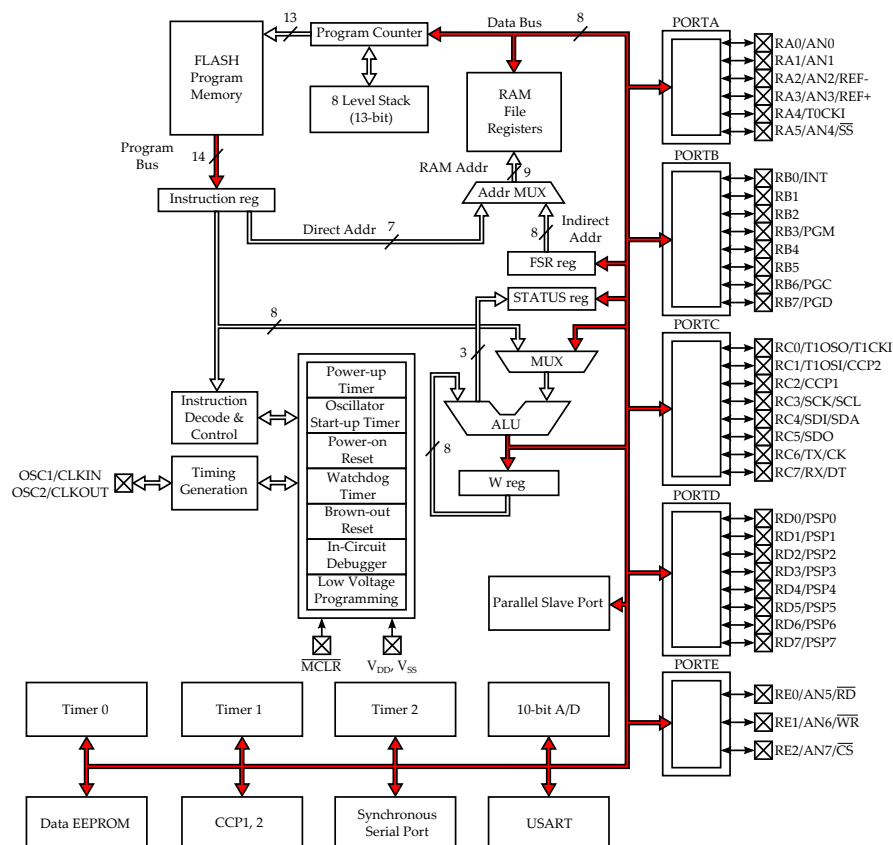 13
Program Counter
Data Bus
8
FLASH
Program
Memory
8 Level Stack
(13-bit)
RAM
File
Registers
Program
Bus
14
RAM Addr
9
Addr MUX
Instruction reg
Direct Addr
7
8
Indirect
Addr
FSR reg
STATUS reg
8
3
MUX
ALU
8
W reg
Instruction
Decode &
Control
Timing
Generation
OSC1/CLKIN
OSC2/CLKOUT
Power-up
Timer
Oscillator
Start-up Timer
Power-on
Reset
Watchdog
Timer
Brown-out
Reset
In-Circuit
Debugger
Low Voltage
Programming
M̅C̅L̅R̅
VDD, VSS
Parallel Slave Port
Timer 0
Timer 1
Timer 2
10-bit A/D
Data EEPROM
CCP1, 2
Synchronous
Serial Port
USART
PORTA
RA0/AN0
RA1/AN1
RA2/AN2/REF-
RA3/AN3/REF+
RA4/T0CKI
RA5/AN4/S̅S̅
PORTB
RB0/INT
RB1
RB2
RB3/PGM
RB4
RB5
RB6/PGC
RB7/PGD
PORTC
RC0/T1OSO/T1CKI
RC1/T1OSI/CCP2
RC2/CCP1
RC3/SCK/SCL
RC4/SDI/SDA
RC5/SDO
RC6/TX/CK
RC7/RX/DT
PORTD
RD0/PSP0
RD1/PSP1
RD2/PSP2
RD3/PSP3
RD4/PSP4
RD5/PSP5
RD6/PSP6
RD7/PSP7
PORTE
RE0/AN5/R̅D̅
RE1/AN6/W̅R̅
RE2/AN7/C̅S̅